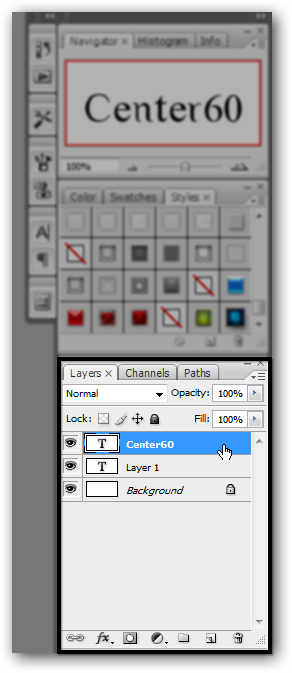 Navigator × Histogram Info
Center60
100%
Color Swatches Styles ×
A
¶
Layers × Channels Paths
Normal Opacity: 100%
Lock: Fill: 100%
T Center60
T Layer 1
Background
fx.